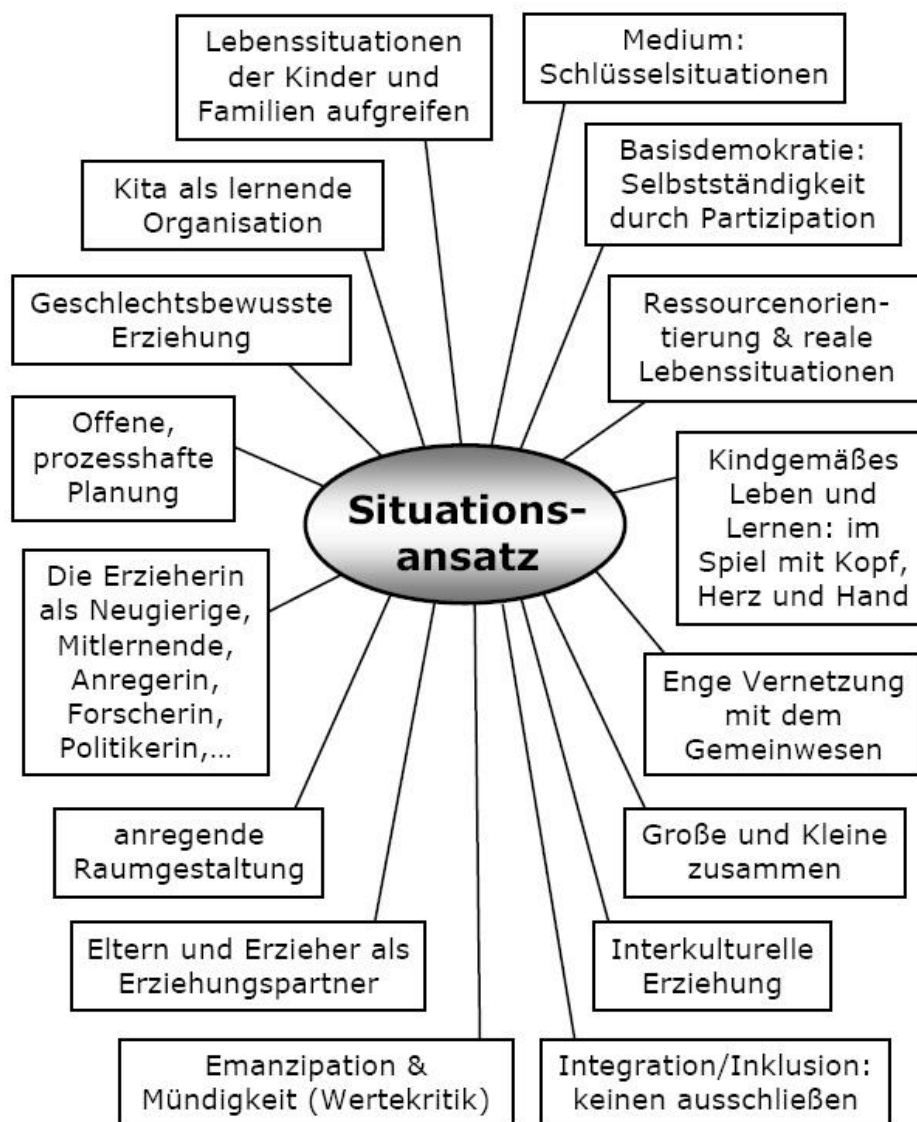 Lebenssituationen
der Kinder und
Familien aufgreifen
Medium:
Schlüsselsituationen
Basisdemokratie:
Selbstständigkeit
durch Partizipation
Kita als lernende
Organisation
Geschlechtsbewusste
Erziehung
Ressourcenorien-
tierung & reale
Lebenssituationen
Offene,
prozesshafte
Planung
Kindgemäßes
Leben und
Lernen: im
Spiel mit Kopf,
Herz und Hand
Situations-
ansatz
Die Erzieherin
als Neugierige,
Mitlernende,
Anregerin,
Forscherin,
Politikerin,...
Enge Vernetzung
mit dem
Gemeinwesen
anregende
Raumgestaltung
Große und Kleine
zusammen
Eltern und Erzieher als
Erziehungspartner
Interkulturelle
Erziehung
Emanzipation &
Mündigkeit (Wertekritik)
Integration/Inklusion:
keinen ausschließen